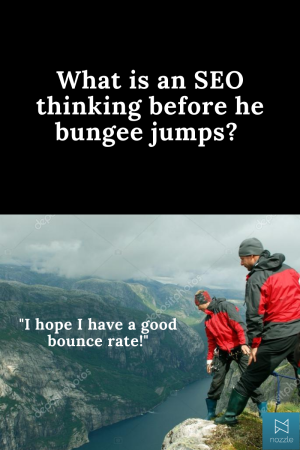 What is an SEO
thinking before he
bungee jumps?
"I hope I have a good
bounce rate!"
nozzle